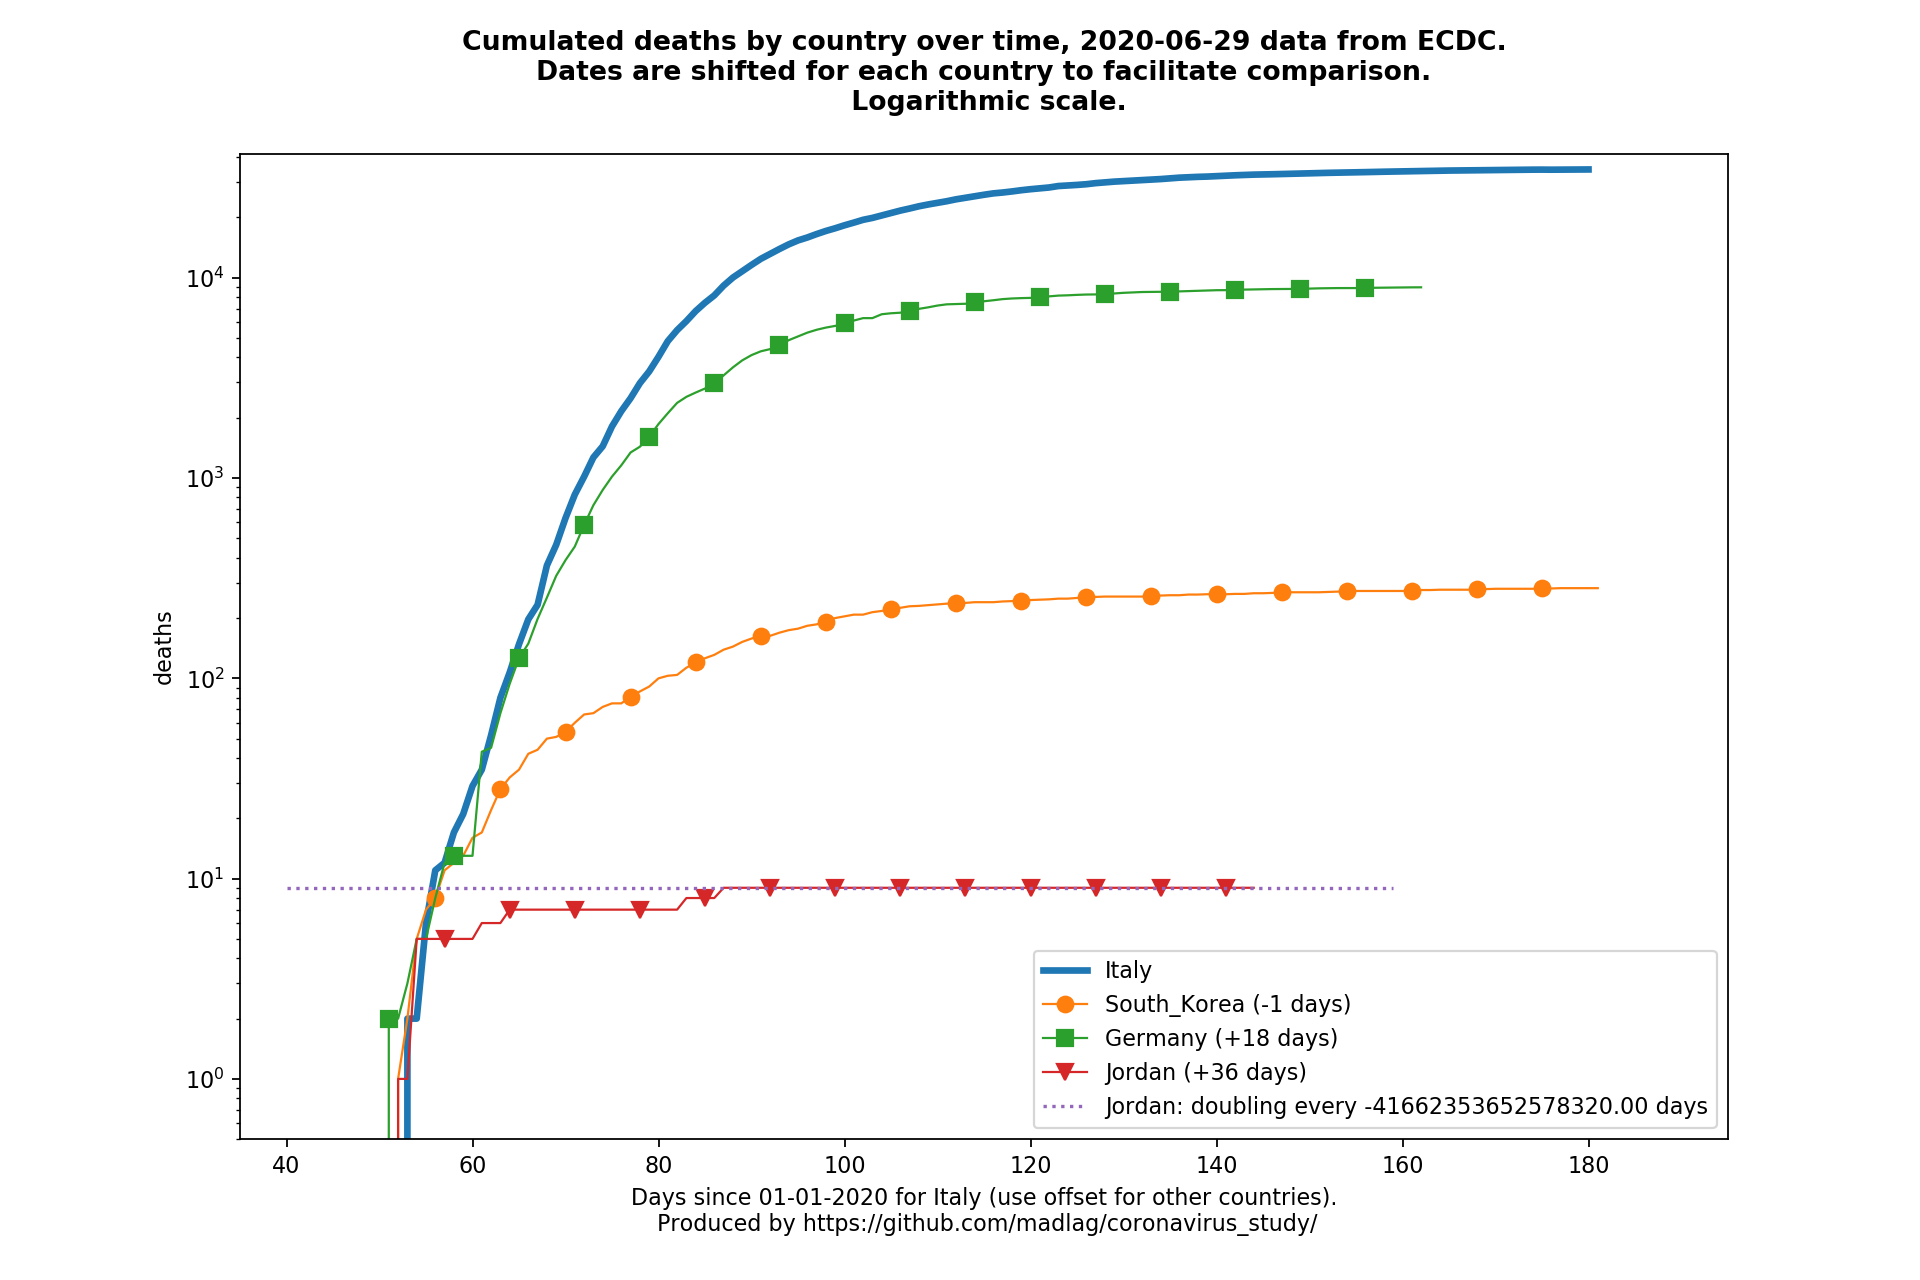 Cumulated deaths by country over time, 2020-06-29 data from ECDC.
Dates are shifted for each country to facilitate comparison.
Logarithmic scale.
10^4
10^3
10^2
10^1
10^0
deaths
Italy
South_Korea (-1 days)
Germany (+18 days)
Jordan (+36 days)
Jordan: doubling every -41662353652578320.00 days
40 60 80 100 120 140 160 180
Days since 01-01-2020 for Italy (use offset for other countries).
Produced by https://github.com/madlag/coronavirus_study/